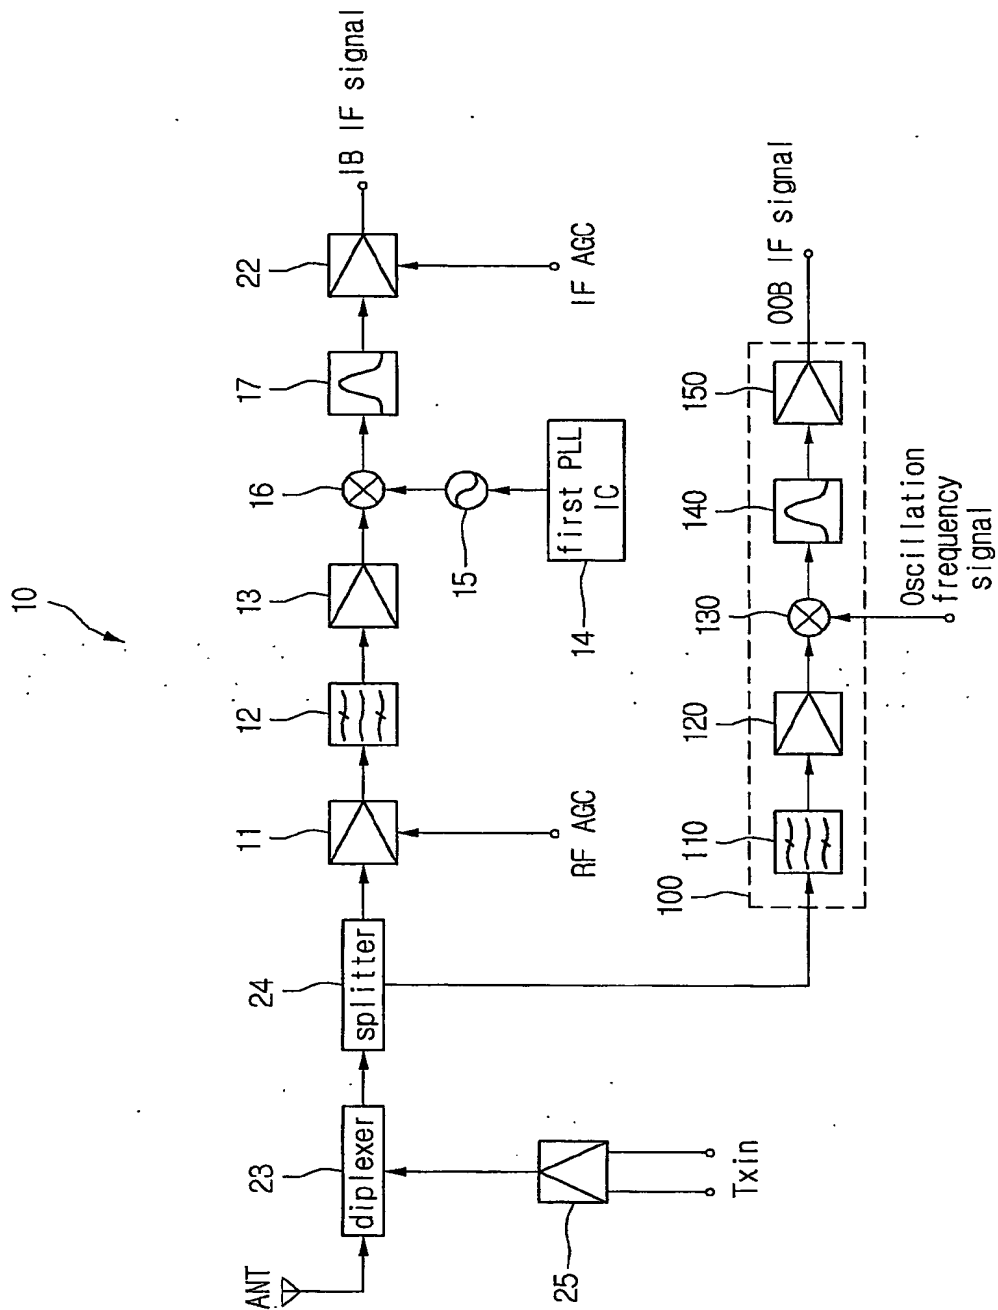 10
ANT
23
diplexer
24
splitter
11
RF AGC
12
13
16
15
14
first PLL
IC
17
22
IF AGC
IB IF signal
25
Txin
100
110
120
130
140
150
Oscillation
frequency
signal
OOB IF signal